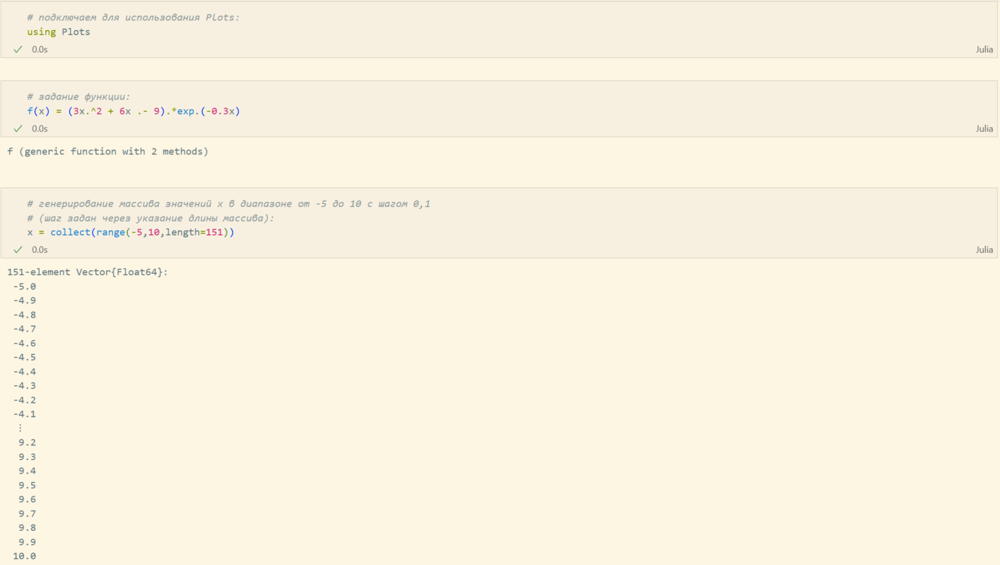 # подключаем для использования Plots:
using Plots
0.0s
Julia
# задание функции:
f(x) = (3x.^2 + 6x .- 9).*exp.(-0.3x)
0.0s
Julia
f (generic function with 2 methods)
# генерирование массива значений x в диапазоне от -5 до 10 с шагом 0,1
# (шаг задан через указание длины массива):
x = collect(range(-5,10,length=151))
0.0s
Julia
151-element Vector{Float64}:
-5.0
-4.9
-4.8
-4.7
-4.6
-4.5
-4.4
-4.3
-4.2
-4.1
⋮
9.2
9.3
9.4
9.5
9.6
9.7
9.8
9.9
10.0